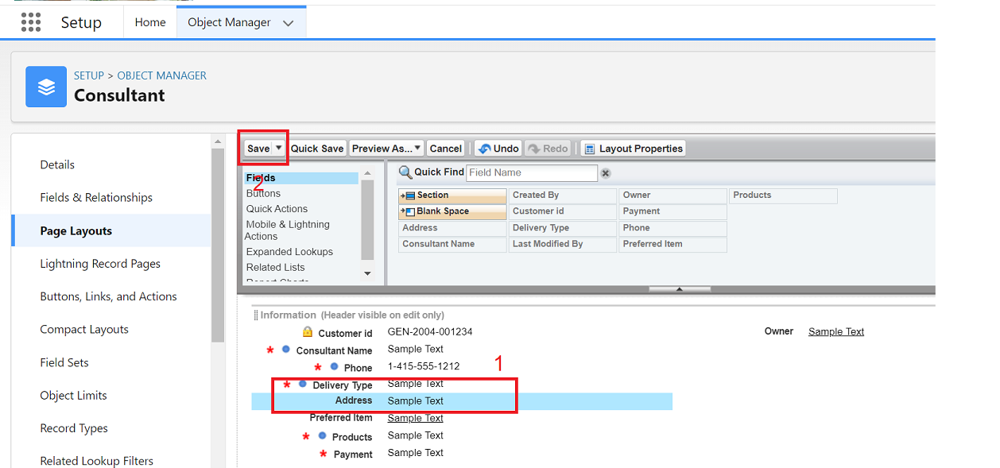 Setup
Home
Object Manager
SETUP > OBJECT MANAGER
Consultant
Details
Fields & Relationships
Page Layouts
Lightning Record Pages
Buttons, Links, and Actions
Compact Layouts
Field Sets
Object Limits
Record Types
Related Lookup Filters
Save Quick Save Preview As... Cancel Undo Redo Layout Properties
2
Fields
Buttons
Quick Actions
Mobile & Lightning
Actions
Expanded Lookups
Related Lists
Report Charts
Quick Find Field Name
Section Created By Owner Products
Blank Space Customer id Payment
Address Delivery Type Phone
Consultant Name Last Modified By Preferred Item
Information (Header visible on edit only)
Customer id GEN-2004-001234 Owner Sample Text
* Consultant Name Sample Text
* Phone 1-415-555-1212
1
* Delivery Type Sample Text
Address Sample Text
Preferred Item Sample Text
* Products Sample Text
* Payment Sample Text